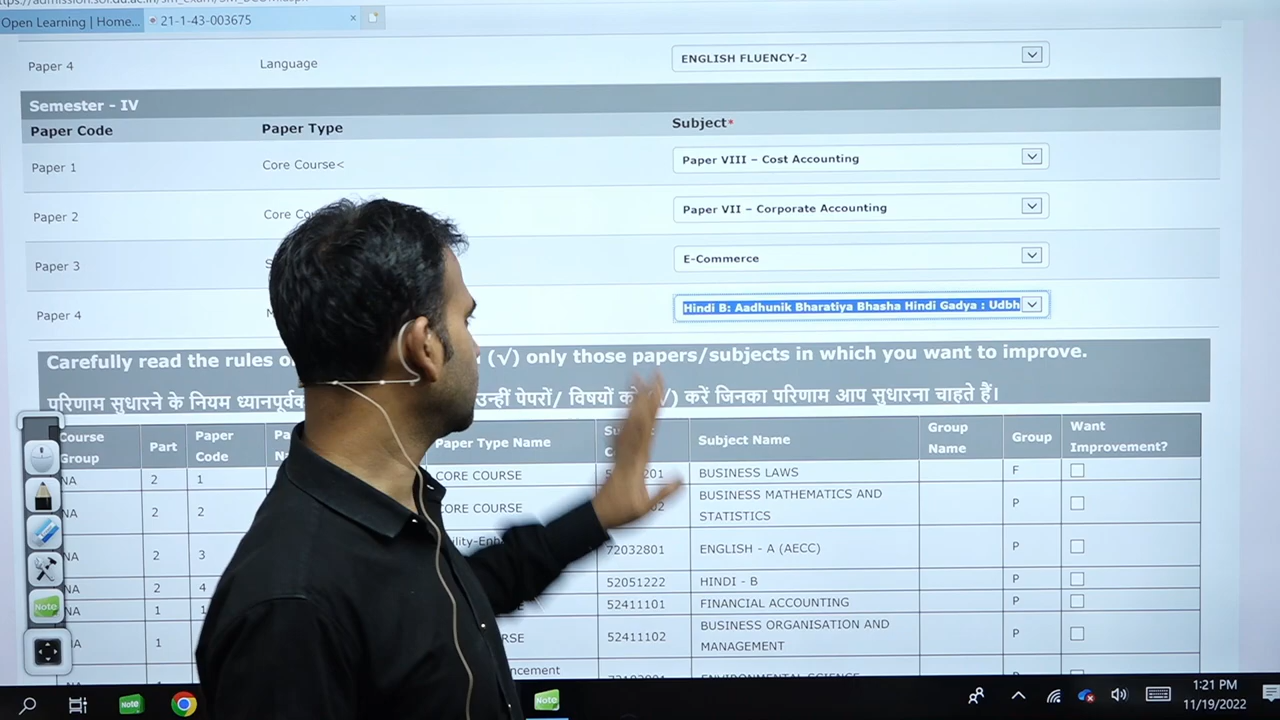 Open Learning | Home...
21-1-43-003675
Paper 4 Language ENGLISH FLUENCY-2
Semester - IV
Paper Code Paper Type Subject*
Paper 1 Core Course< Paper VIII – Cost Accounting
Paper 2 Core Co Paper VII – Corporate Accounting
Paper 3 E-Commerce
Paper 4 Hindi B: Aadhunik Bharatiya Bhasha Hindi Gadya : Udbh
Carefully read the rules (√) only those papers/subjects in which you want to improve.
परिणाम सुधारने के नियम ध्यानपूर्वक उन्हीं पेपरों/ विषयों को √) करें जिनका परिणाम आप सुधारना चाहते हैं।
Course Group Part Paper Code Paper Type Name Subject Name Group Name Group Want Improvement?
NA 2 1 CORE COURSE 201 BUSINESS LAWS F
NA 2 2 CORE COURSE BUSINESS MATHEMATICS AND STATISTICS P
NA 2 3 72032801 ENGLISH - A (AECC) P
NA 2 4 52051222 HINDI - B P
NA 1 1 52411101 FINANCIAL ACCOUNTING P
1 52411102 BUSINESS ORGANISATION AND MANAGEMENT P
Note
Note
Note
1:21 PM
11/19/2022